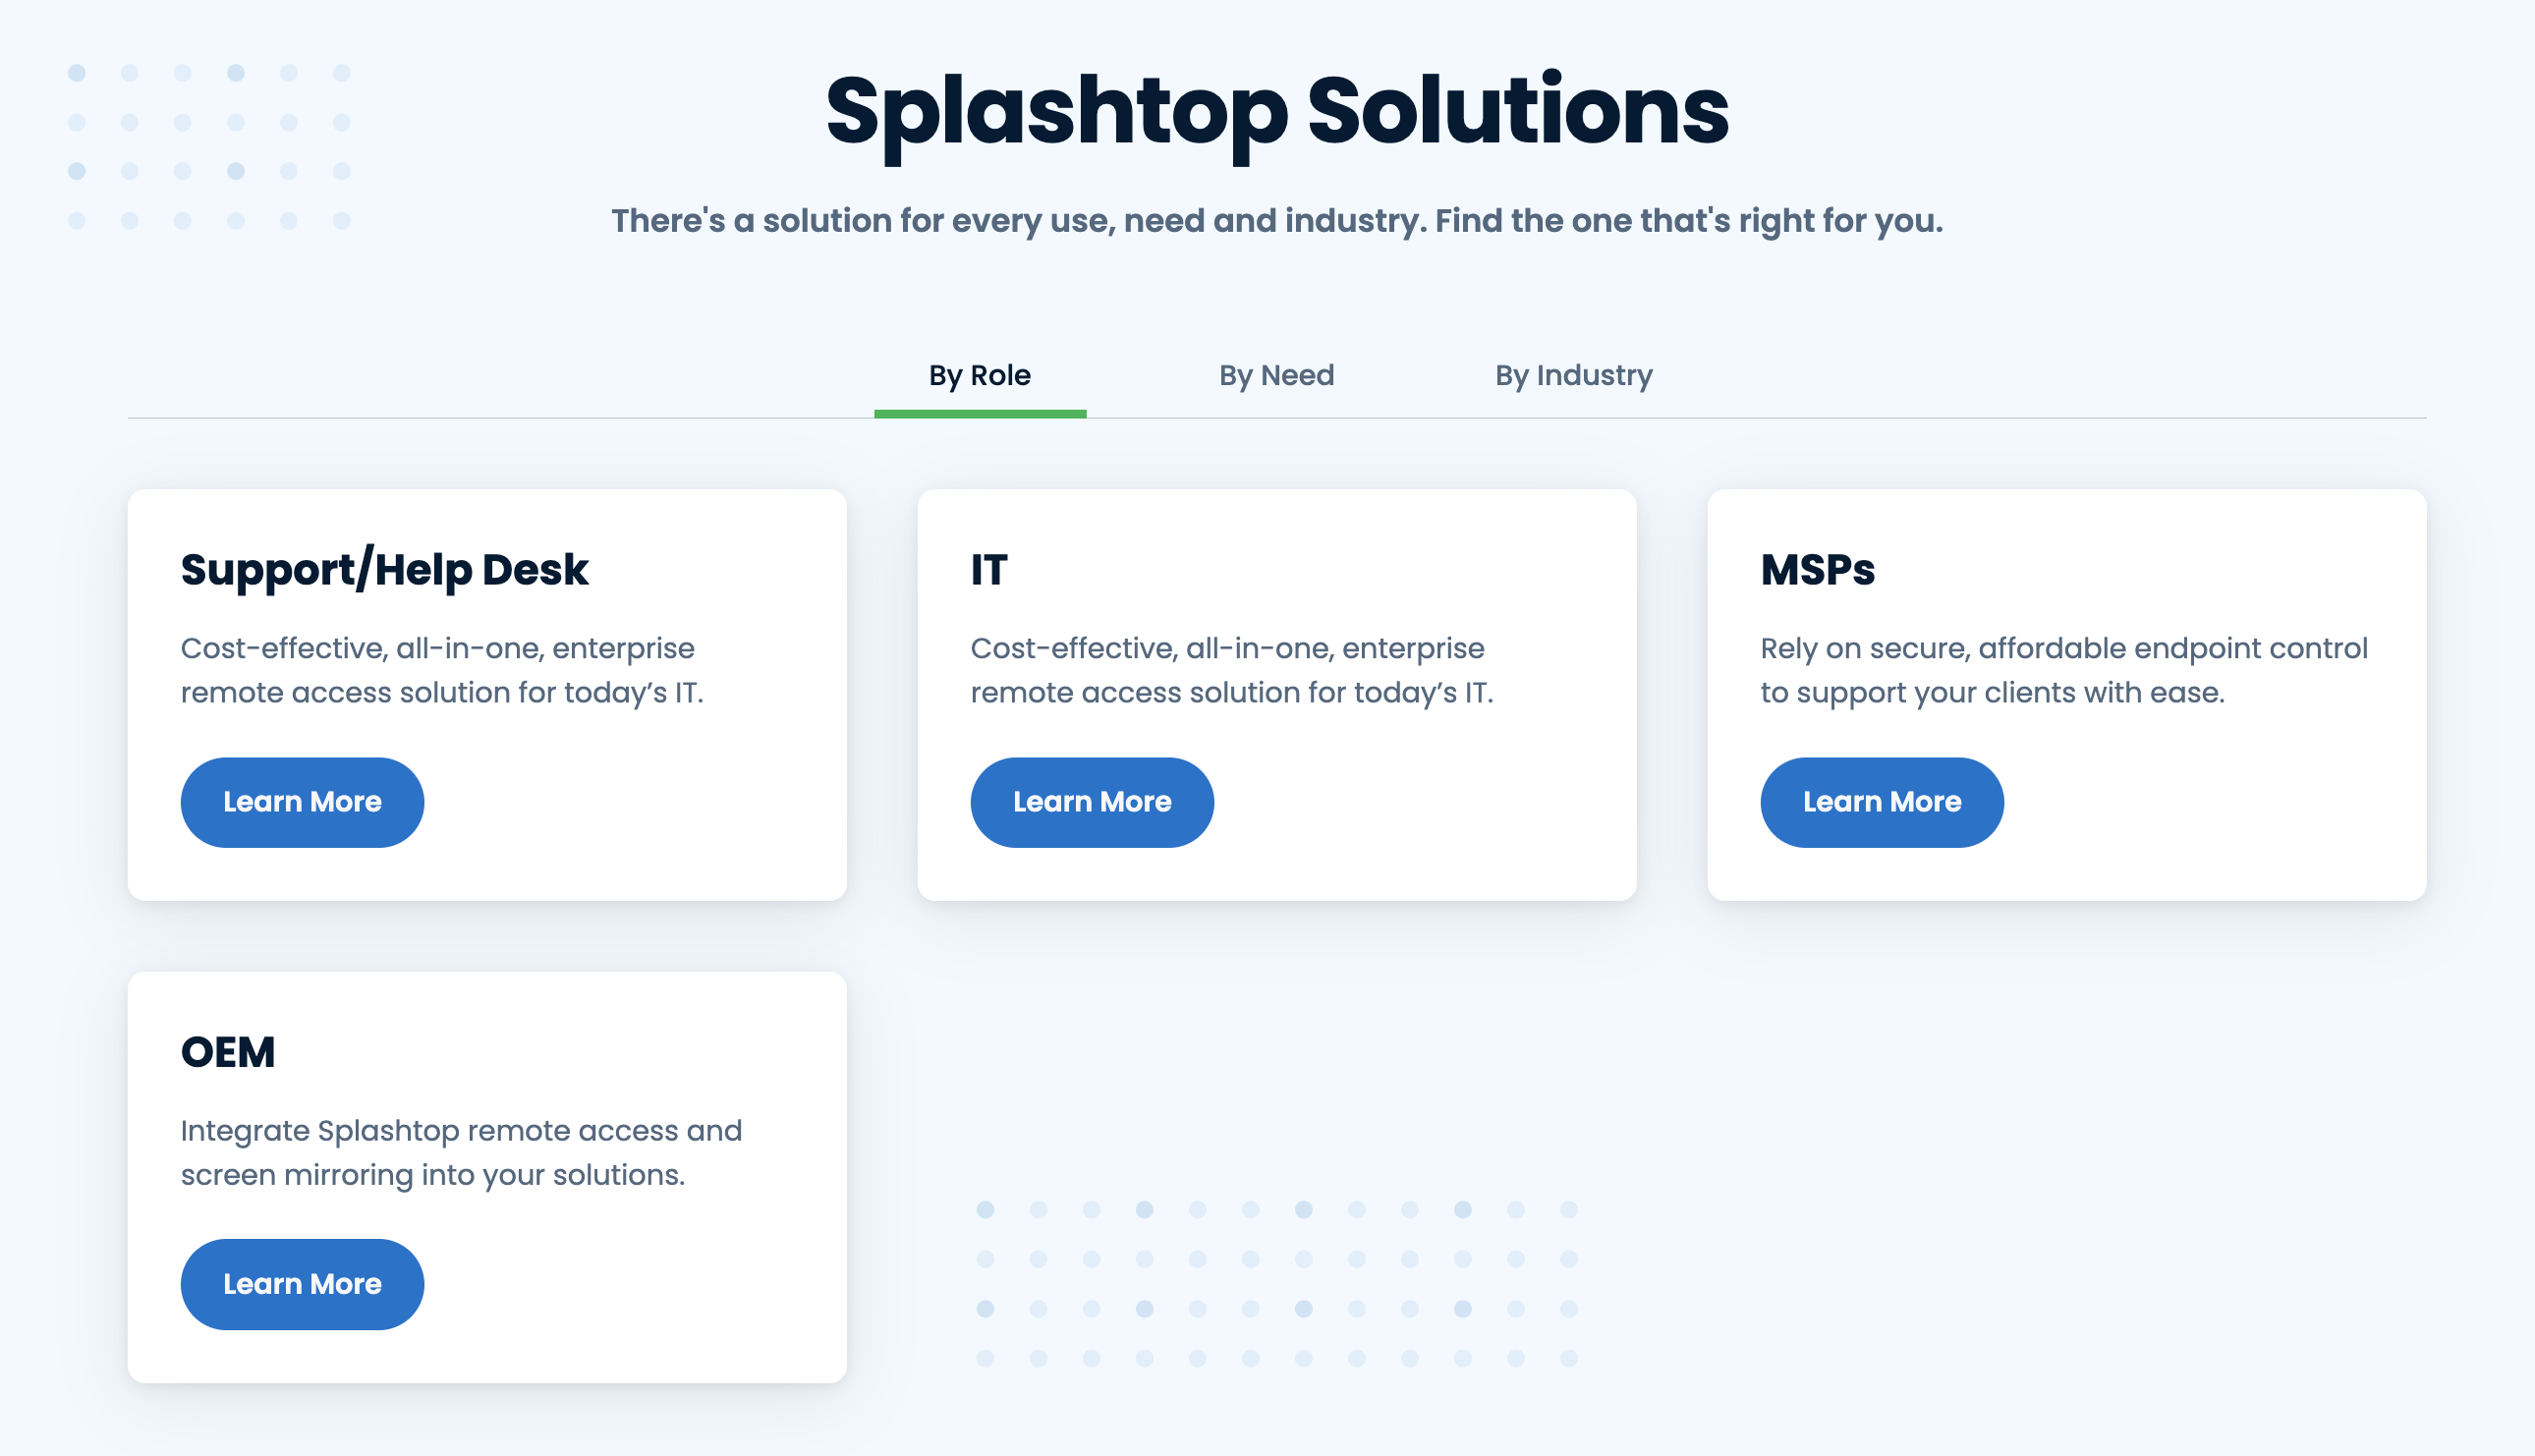 Splashtop Solutions
There's a solution for every use, need and industry. Find the one that's right for you.
By Role
By Need
By Industry
Support/Help Desk
Cost-effective, all-in-one, enterprise
remote access solution for today’s IT.
Learn More
IT
Cost-effective, all-in-one, enterprise
remote access solution for today’s IT.
Learn More
MSPs
Rely on secure, affordable endpoint control
to support your clients with ease.
Learn More
OEM
Integrate Splashtop remote access and
screen mirroring into your solutions.
Learn More